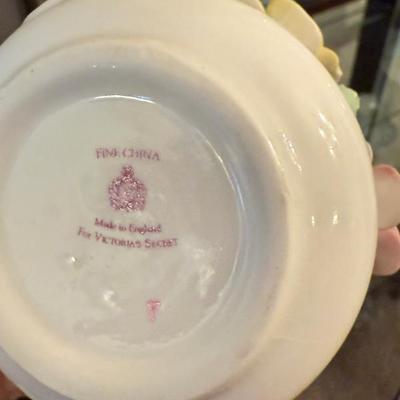 FINE CHINA
Made in England
For VICTORIA'S SECRET